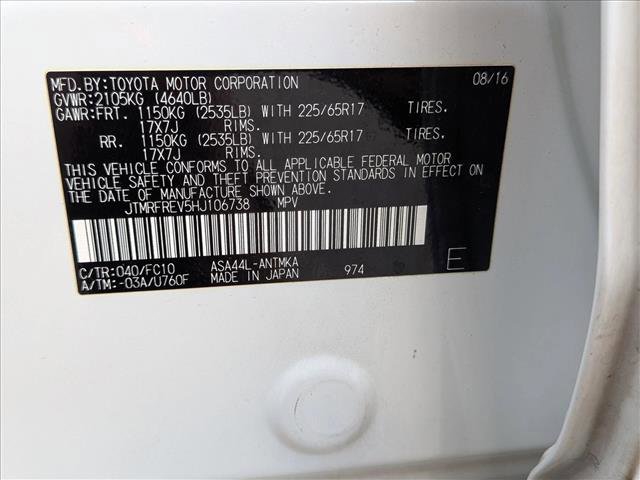 MFD.BY:TOYOTA MOTOR CORPORATION 08/16
GVWR:2105KG (4640LB)
GAWR:FRT. 1150KG (2535LB) WITH 225/65R17 TIRES.
17X7J RIMS.
RR. 1150KG (2535LB) WITH 225/65R17 TIRES.
17X7J RIMS.
THIS VEHICLE CONFORMS TO ALL APPLICABLE FEDERAL MOTOR
VEHICLE SAFETY AND THEFT PREVENTION STANDARDS IN EFFECT ON
THE DATE OF MANUFACTURE SHOWN ABOVE.
JTMRFREV5HJ106738 MPV
C/TR:040/FC10 ASA44L-ANTMKA
A/TM:-03A/U760F MADE IN JAPAN 974 E